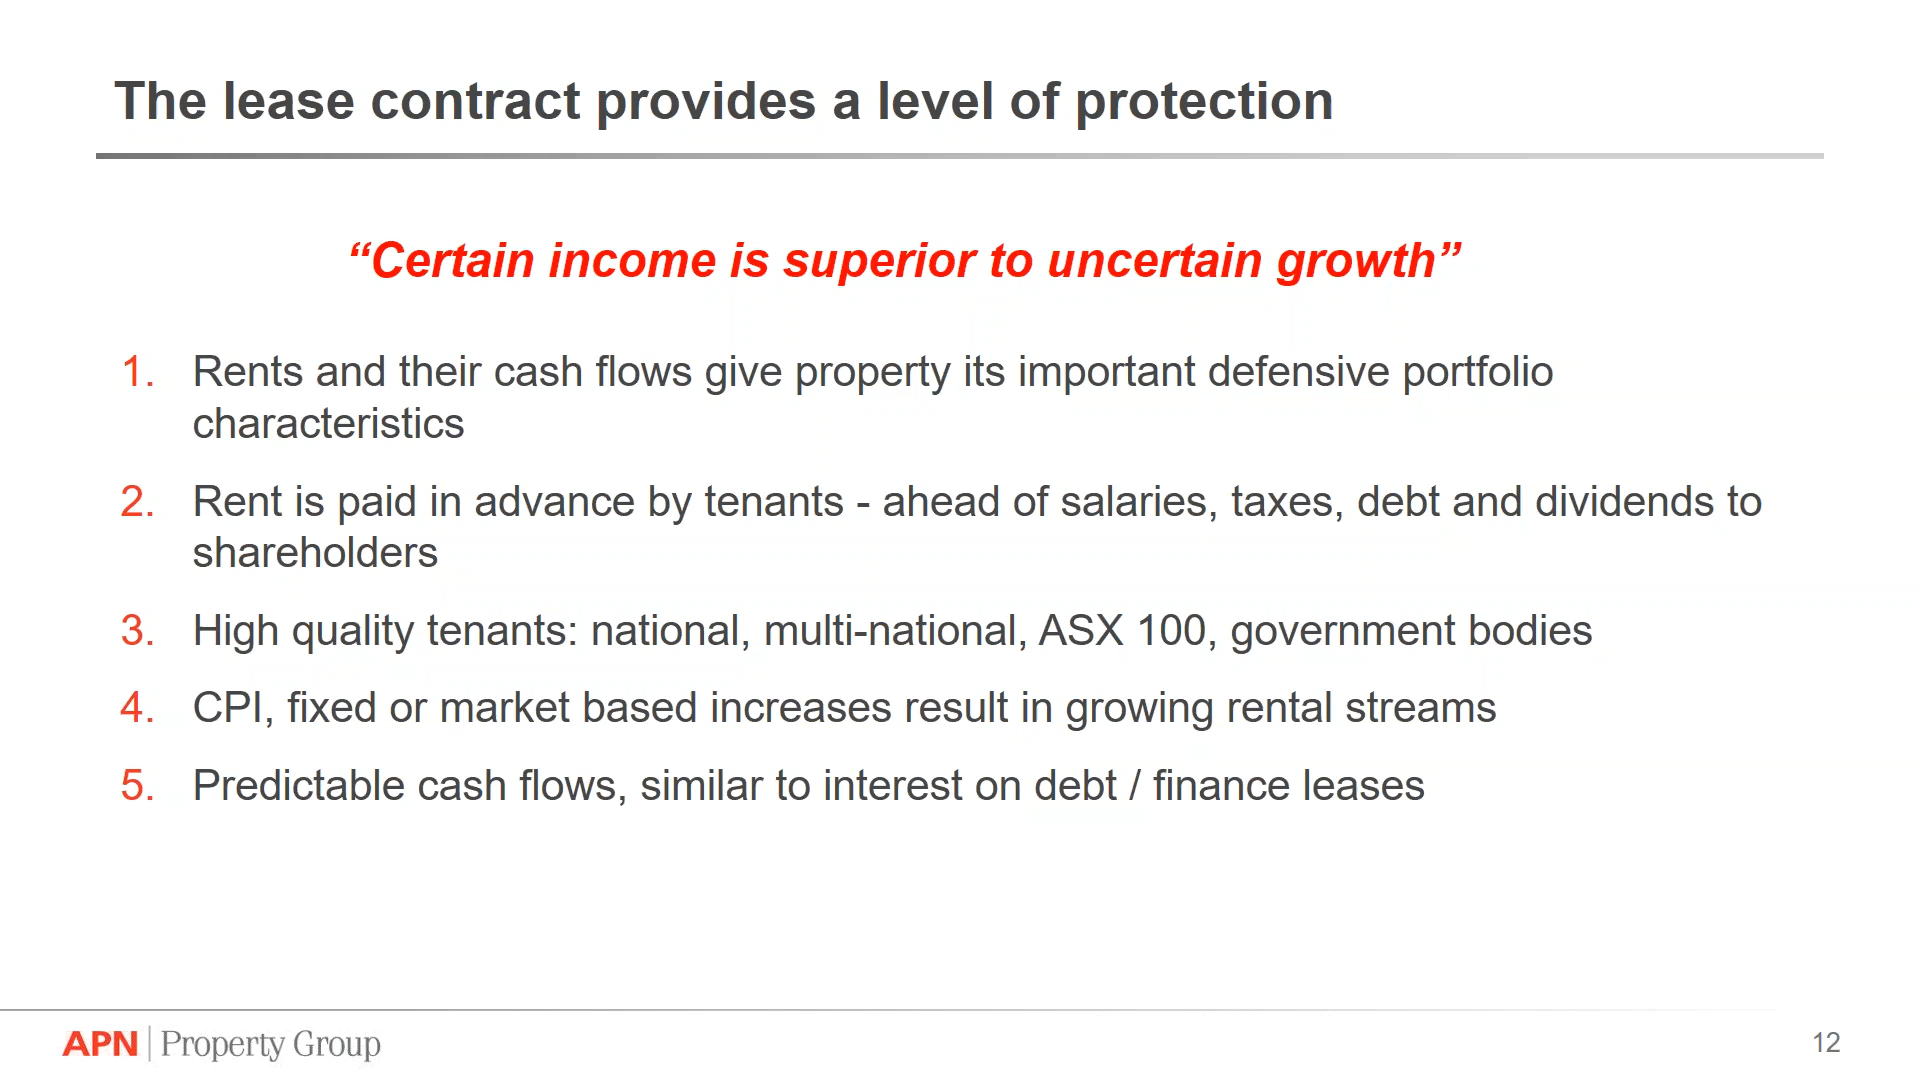 The lease contract provides a level of protection
“Certain income is superior to uncertain growth”
1. Rents and their cash flows give property its important defensive portfolio
characteristics
2. Rent is paid in advance by tenants - ahead of salaries, taxes, debt and dividends to
shareholders
3. High quality tenants: national, multi-national, ASX 100, government bodies
4. CPI, fixed or market based increases result in growing rental streams
5. Predictable cash flows, similar to interest on debt / finance leases
APN Property Group
12